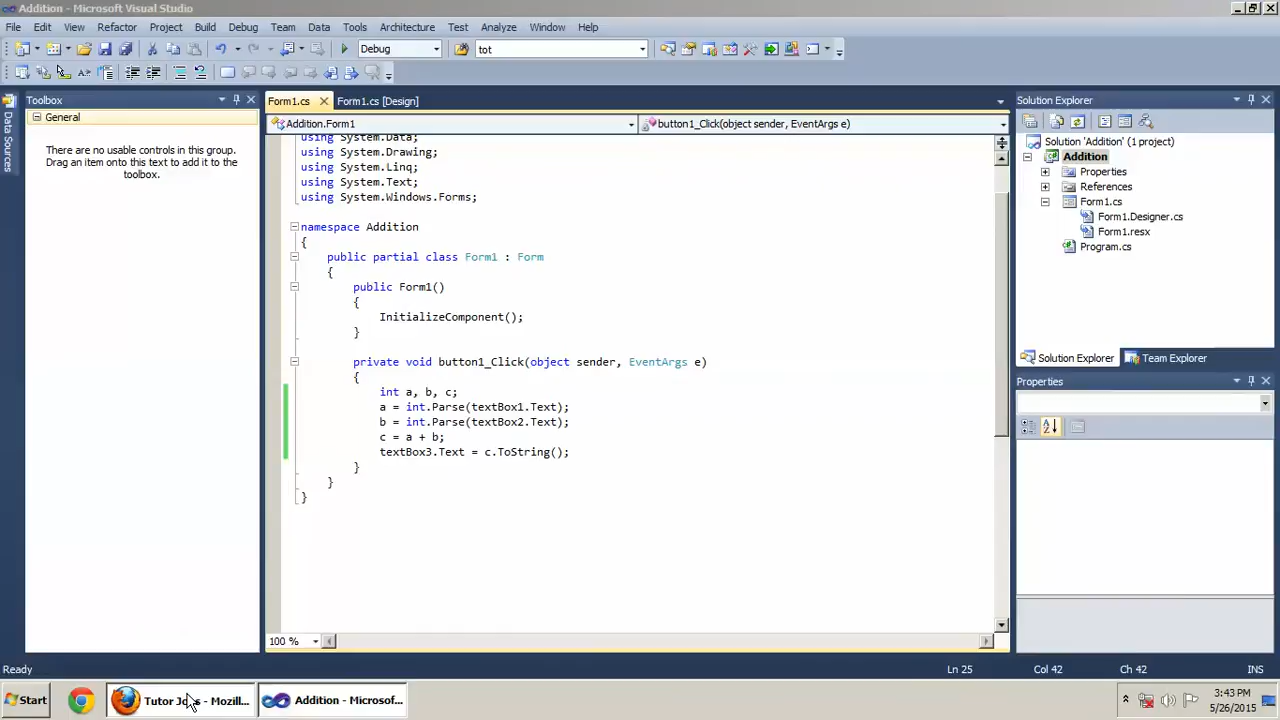 Addition - Microsoft Visual Studio
File Edit View Refactor Project Build Debug Team Data Tools Architecture Test Analyze Window Help
Debug tot
Toolbox
General
There are no usable controls in this group.
Drag an item onto this text to add it to the
toolbox.
Data Sources
Form1.cs Form1.cs [Design]
Addition.Form1 button1_Click(object sender, EventArgs e)
using System.Data;
using System.Drawing;
using System.Linq;
using System.Text;
using System.Windows.Forms;
namespace Addition
{
public partial class Form1 : Form
{
public Form1()
{
InitializeComponent();
}
private void button1_Click(object sender, EventArgs e)
{
int a, b, c;
a = int.Parse(textBox1.Text);
b = int.Parse(textBox2.Text);
c = a + b;
textBox3.Text = c.ToString();
}
}
}
100 %
Solution Explorer
Solution 'Addition' (1 project)
Addition
Properties
References
Form1.cs
Form1.Designer.cs
Form1.resx
Program.cs
Solution Explorer Team Explorer
Properties
Ready Ln 25 Col 42 Ch 42 INS
Start Mozill... Addition - Microsof... 3:43 PM
5/26/2015